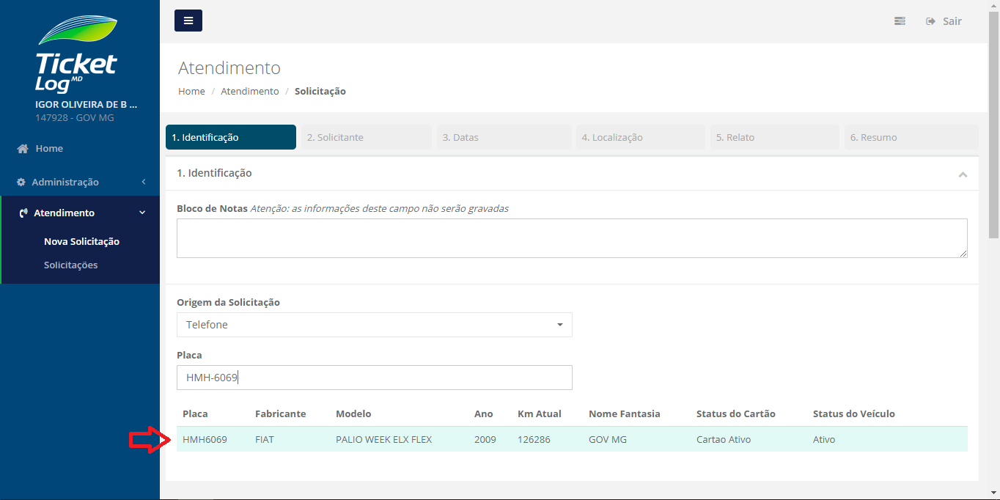 Sair
Ticket
Log MD
IGOR OLIVEIRA DE B ...
147928 - GOV MG
Home
Administração
Atendimento
Nova Solicitação
Solicitações
Atendimento
Home / Atendimento / Solicitação
1. Identificação 2. Solicitante 3. Datas 4. Localização 5. Relato 6. Resumo
1. Identificação
Bloco de Notas Atenção: as informações deste campo não serão gravadas
Origem da Solicitação
Telefone
Placa
HMH-6069
Placa Fabricante Modelo Ano Km Atual Nome Fantasia Status do Cartão Status do Veículo
HMH6069 FIAT PALIO WEEK ELX FLEX 2009 126286 GOV MG Cartao Ativo Ativo